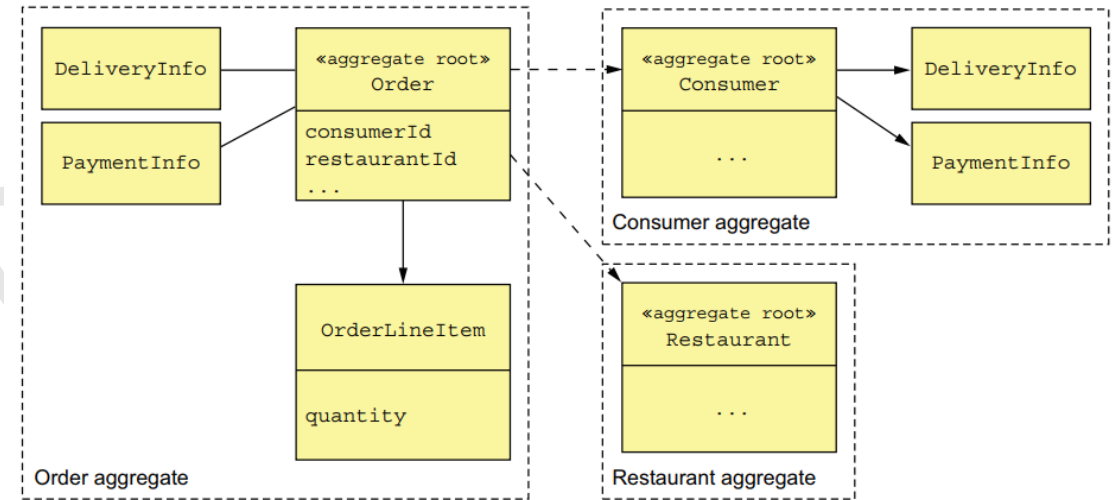 DeliveryInfo
PaymentInfo
«aggregate root»
Order
consumerId
restaurantId
...
OrderLineItem
quantity
Order aggregate
«aggregate root»
Consumer
...
DeliveryInfo
PaymentInfo
Consumer aggregate
«aggregate root»
Restaurant
...
Restaurant aggregate